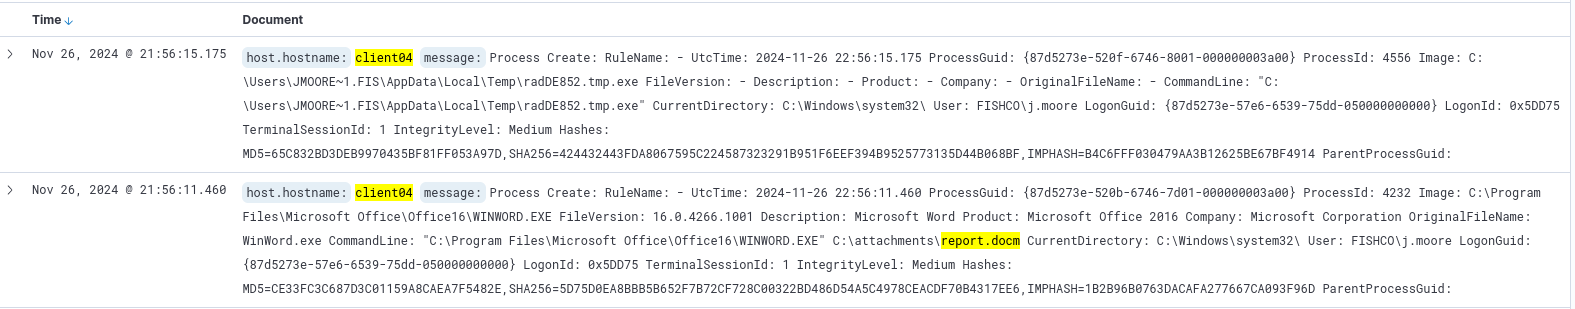 Time Document
Nov 26, 2024 @ 21:56:15.175 host.hostname: client04 message: Process Create: RuleName: - UtcTime: 2024-11-26 22:56:15.175 ProcessGuid: {87d5273e-520f-6746-8001-000000003a00} ProcessId: 4556 Image: C:
\Users\JMOORE~1.FIS\AppData\Local\Temp\radDE852.tmp.exe FileVersion: - Description: - Product: - Company: - OriginalFileName: - CommandLine: "C:
\Users\JMOORE~1.FIS\AppData\Local\Temp\radDE852.tmp.exe" CurrentDirectory: C:\Windows\system32\ User: FISHCO\j.moore LogonGuid: {87d5273e-57e6-6539-75dd-050000000000} LogonId: 0x5DD75
TerminalSessionId: 1 IntegrityLevel: Medium Hashes:
MD5=65C832BD3DEB9970435BF81FF053A97D,SHA256=424432443FDA8067595C224587323291B951F6EEF394B9525773135D44B068BF,IMPHASH=B4C6FFF030479AA3B12625BE67BF4914 ParentProcessGuid:
Nov 26, 2024 @ 21:56:11.460 host.hostname: client04 message: Process Create: RuleName: - UtcTime: 2024-11-26 22:56:11.460 ProcessGuid: {87d5273e-520b-6746-7d01-000000003a00} ProcessId: 4232 Image: C:\Program
Files\Microsoft Office\Office16\WINWORD.EXE FileVersion: 16.0.4266.1001 Description: Microsoft Word Product: Microsoft Office 2016 Company: Microsoft Corporation OriginalFileName:
WinWord.exe CommandLine: "C:\Program Files\Microsoft Office\Office16\WINWORD.EXE" C:\attachments\report.docm CurrentDirectory: C:\Windows\system32\ User: FISHCO\j.moore LogonGuid:
{87d5273e-57e6-6539-75dd-050000000000} LogonId: 0x5DD75 TerminalSessionId: 1 IntegrityLevel: Medium Hashes:
MD5=CE33FC3C687D3C01159A8CAEA7F5482E,SHA256=5D75D0EA8BBB5B652F7B72CF728C00322BD486D54A5C4978CEACDF70B4317EE6,IMPHASH=1B2B96B0763DACAFA277667CA093F96D ParentProcessGuid: